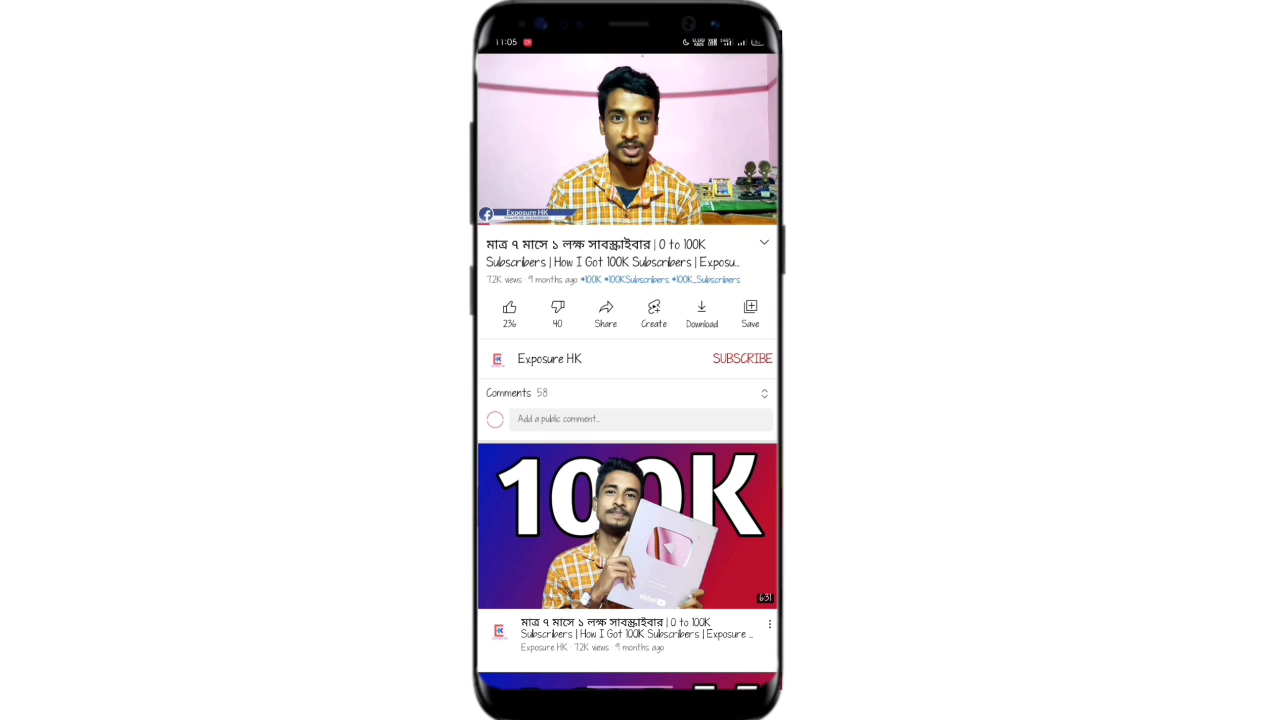 11:05
Exposure HK
মাত্র ৭ মাসে ১ লক্ষ সাবস্ক্রাইবার | 0 to 100K
Subscribers | How I Got 100K Subscribers | Exposu...
7.2K views · 9 months ago #100K #100KSubscribers #100K_Subscribers
236 40 Share Create Download Save
Exposure HK SUBSCRIBE
Comments 58
Add a public comment...
100K
6:31
মাত্র ৭ মাসে ১ লক্ষ সাবস্ক্রাইবার | 0 to 100K
Subscribers | How I Got 100K Subscribers | Exposure ...
Exposure HK · 7.2K views · 9 months ago